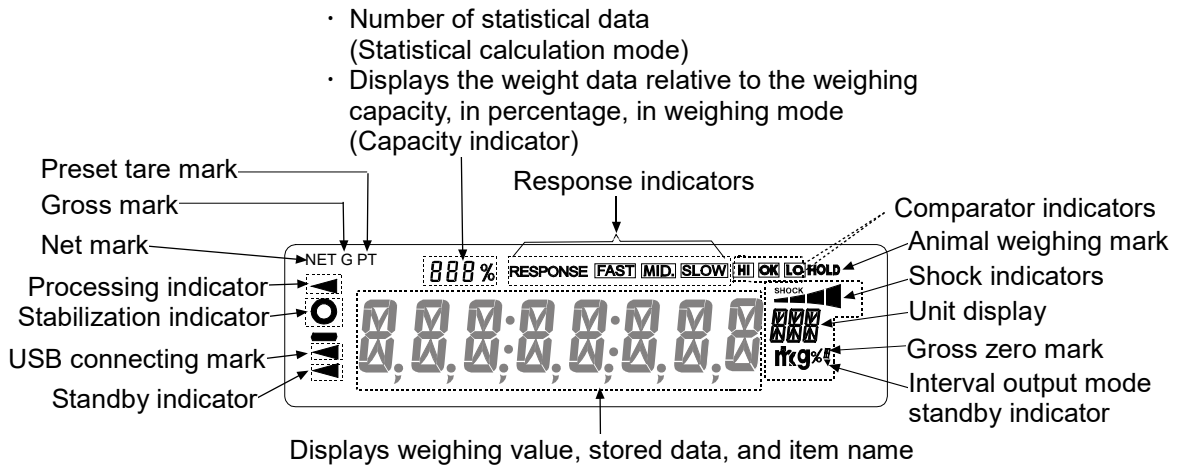 ・ Number of statistical data
(Statistical calculation mode)
・ Displays the weight data relative to the weighing
capacity, in percentage, in weighing mode
(Capacity indicator)
Preset tare mark
Response indicators
Gross mark
Comparator indicators
Net mark
Animal weighing mark
NET G PT
888 % RESPONSE FAST MID. SLOW HI OK LO HOLD
Processing indicator
Shock indicators
SHOCK
Stabilization indicator
Unit display
USB connecting mark
Gross zero mark
Standby indicator
Interval output mode
standby indicator
Displays weighing value, stored data, and item name